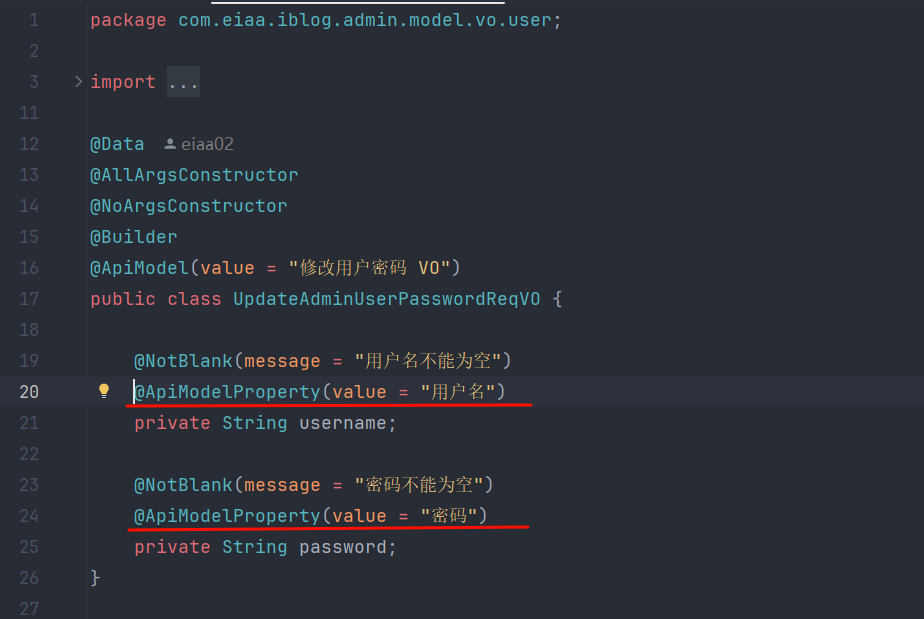 1 package com.eiaa.iblog.admin.model.vo.user;
2
3 import ...
11
12 @Data eiaa02
13 @AllArgsConstructor
14 @NoArgsConstructor
15 @Builder
16 @ApiModel(value = "修改用户密码 VO")
17 public class UpdateAdminUserPasswordReqVO {
18
19 @NotBlank(message = "用户名不能为空")
20 @ApiModelProperty(value = "用户名")
21 private String username;
22
23 @NotBlank(message = "密码不能为空")
24 @ApiModelProperty(value = "密码")
25 private String password;
26 }
27